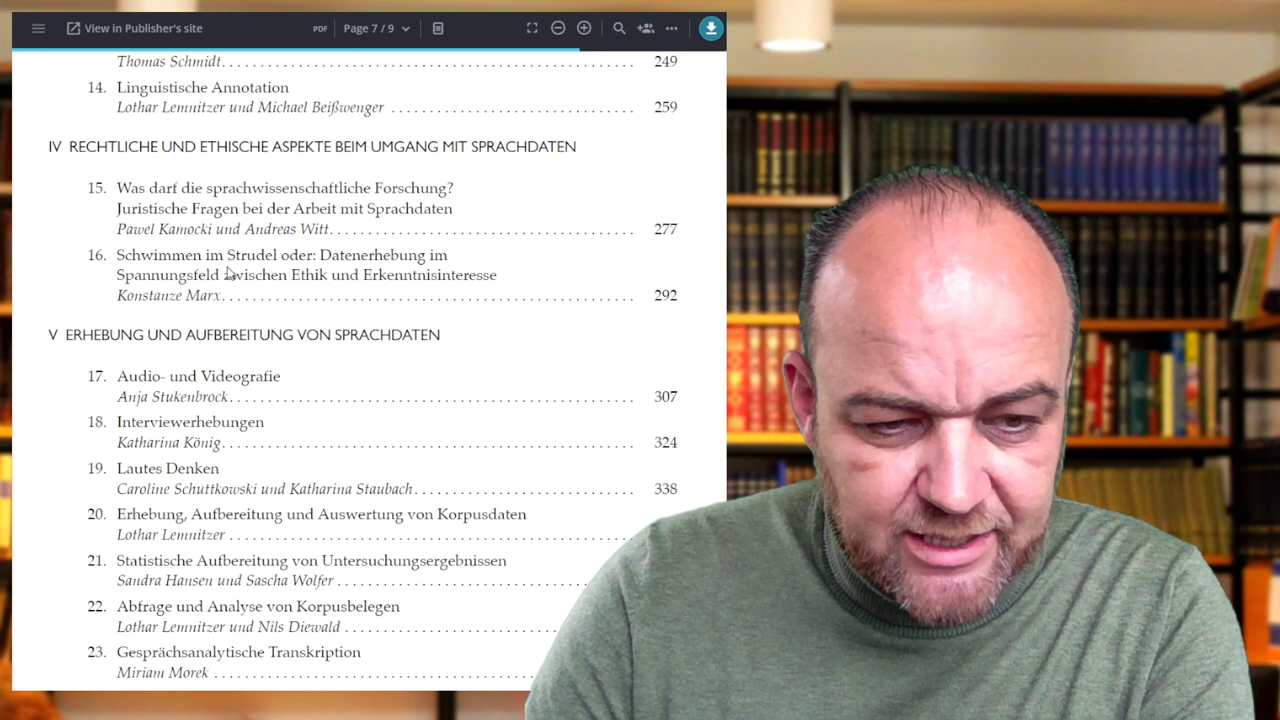 View in Publisher's site
PDF
Page 7 / 9
Thomas Schmidt. . . . . . . . . . . . . . . . . . . . . . . . . . . . . . . . . . . . . . . . . . . . . . . . . . . . 249
14. Linguistische Annotation
Lothar Lemnitzer und Michael Beißwenger . . . . . . . . . . . . . . . . . . . . . . . . . . . . . . 259
IV RECHTLICHE UND ETHISCHE ASPEKTE BEIM UMGANG MIT SPRACHDATEN
15. Was darf die sprachwissenschaftliche Forschung?
Juristische Fragen bei der Arbeit mit Sprachdaten
Pawel Kamocki und Andreas Witt. . . . . . . . . . . . . . . . . . . . . . . . . . . . . . . . . . . . . . 277
16. Schwimmen im Strudel oder: Datenerhebung im
Spannungsfeld zwischen Ethik und Erkenntnisinteresse
Konstanze Marx. . . . . . . . . . . . . . . . . . . . . . . . . . . . . . . . . . . . . . . . . . . . . . . . . . . . 292
V ERHEBUNG UND AUFBEREITUNG VON SPRACHDATEN
17. Audio- und Videografie
Anja Stukenbrock. . . . . . . . . . . . . . . . . . . . . . . . . . . . . . . . . . . . . . . . . . . . . . . . . . . 307
18. Interviewerhebungen
Katharina König. . . . . . . . . . . . . . . . . . . . . . . . . . . . . . . . . . . . . . . . . . . . . . . . . . . . 324
19. Lautes Denken
Caroline Schuttkowski und Katharina Staubach. . . . . . . . . . . . . . . . . . . . . . . . . . . 338
20. Erhebung, Aufbereitung und Auswertung von Korpusdaten
Lothar Lemnitzer . . . . . . . . . . . . . . . . . . . . . . . . . . . . . . . . . . . . . . . . . . . . . . . . . . .
21. Statistische Aufbereitung von Untersuchungsergebnissen
Sandra Hansen und Sascha Wolfer . . . . . . . . . . . . . . . . . . . . . . . . . . . . . . .
22. Abfrage und Analyse von Korpusbelegen
Lothar Lemnitzer und Nils Diewald . . . . . . . . . . . . . . . . . . . . . . . . . . .
23. Gesprächsanalytische Transkription
Miriam Morek . . . . . . . . . . . . . . . . . . . . . . . . . . . . . . . . . . . . . . . .